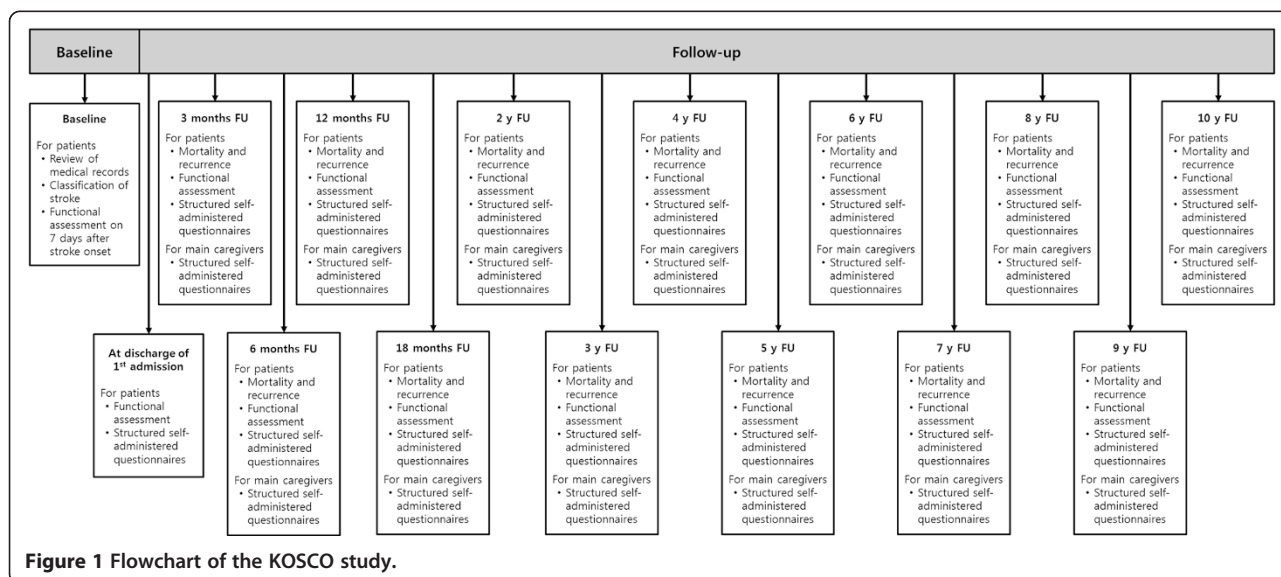 Baseline
Follow-up
Baseline
For patients
• Review of
medical records
• Classification of
stroke
• Functional
assessment on
7 days after
stroke onset
3 months FU
For patients
• Mortality and
recurrence
• Functional
assessment
• Structured self-
administered
questionnaires
For main caregivers
• Structured self-
administered
questionnaires
12 months FU
For patients
• Mortality and
recurrence
• Functional
assessment
• Structured self-
administered
questionnaires
For main caregivers
• Structured self-
administered
questionnaires
2 y FU
For patients
• Mortality and
recurrence
• Functional
assessment
• Structured self-
administered
questionnaires
For main caregivers
• Structured self-
administered
questionnaires
4 y FU
For patients
• Mortality and
recurrence
• Functional
assessment
• Structured self-
administered
questionnaires
For main caregivers
• Structured self-
administered
questionnaires
6 y FU
For patients
• Mortality and
recurrence
• Functional
assessment
• Structured self-
administered
questionnaires
For main caregivers
• Structured self-
administered
questionnaires
8 y FU
For patients
• Mortality and
recurrence
• Functional
assessment
• Structured self-
administered
questionnaires
For main caregivers
• Structured self-
administered
questionnaires
10 y FU
For patients
• Mortality and
recurrence
• Functional
assessment
• Structured self-
administered
questionnaires
For main caregivers
• Structured self-
administered
questionnaires
At discharge of
1st admission
For patients
• Functional
assessment
• Structured self-
administered
questionnaires
6 months FU
For patients
• Mortality and
recurrence
• Functional
assessment
• Structured self-
administered
questionnaires
For main caregivers
• Structured self-
administered
questionnaires
18 months FU
For patients
• Mortality and
recurrence
• Functional
assessment
• Structured self-
administered
questionnaires
For main caregivers
• Structured self-
administered
questionnaires
3 y FU
For patients
• Mortality and
recurrence
• Functional
assessment
• Structured self-
administered
questionnaires
For main caregivers
• Structured self-
administered
questionnaires
5 y FU
For patients
• Mortality and
recurrence
• Functional
assessment
• Structured self-
administered
questionnaires
For main caregivers
• Structured self-
administered
questionnaires
7 y FU
For patients
• Mortality and
recurrence
• Functional
assessment
• Structured self-
administered
questionnaires
For main caregivers
• Structured self-
administered
questionnaires
9 y FU
For patients
• Mortality and
recurrence
• Functional
assessment
• Structured self-
administered
questionnaires
For main caregivers
• Structured self-
administered
questionnaires
Figure 1 Flowchart of the KOSCO study.